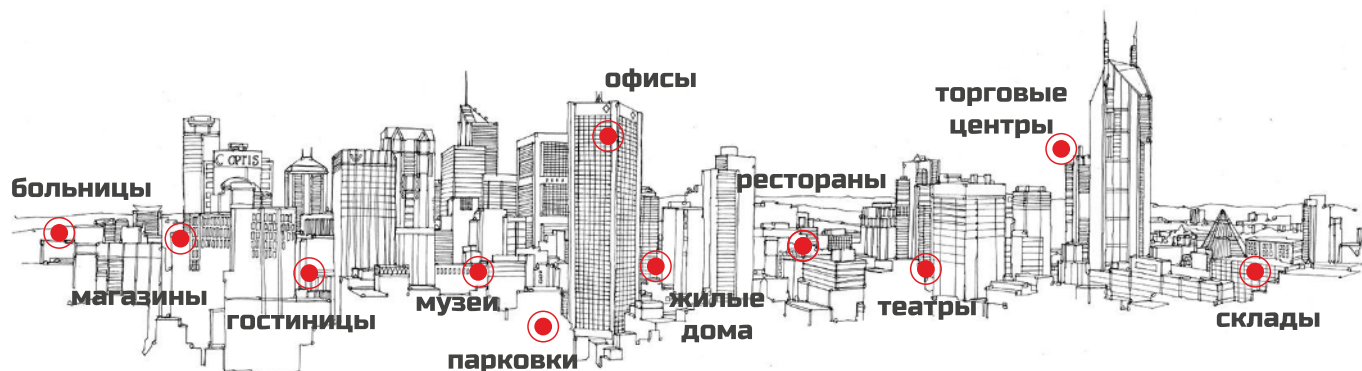 больницы
магазины
гостиницы
музеи
парковки
офисы
жилые
дома
рестораны
театры
торговые
центры
склады